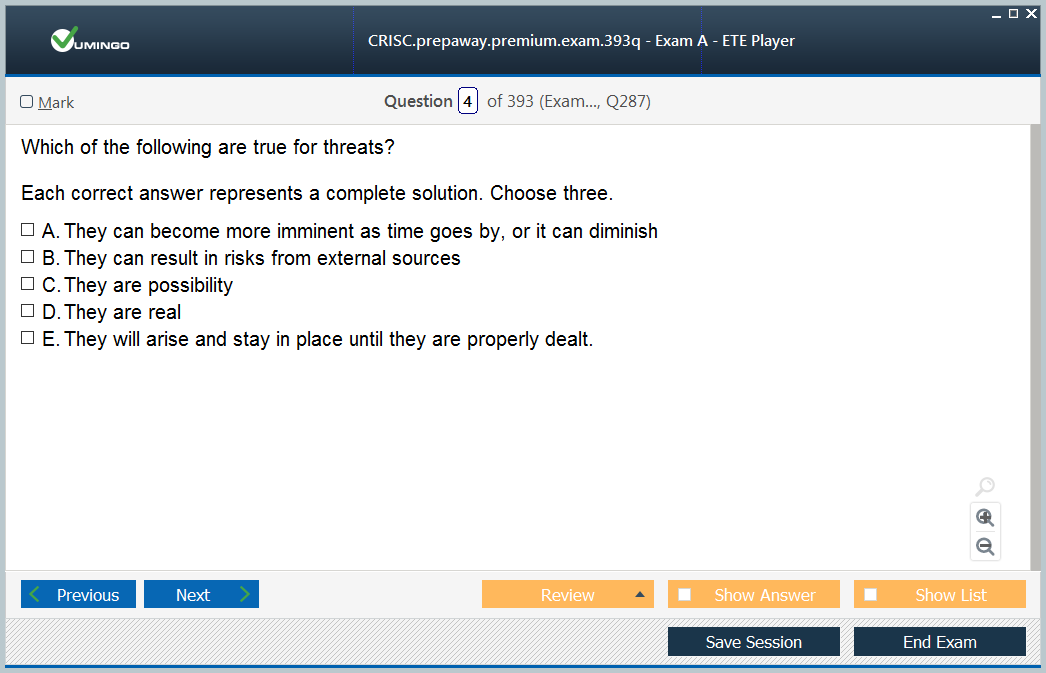 VUMINGO
CRISC.prepaway.premium.exam.393q - Exam A - ETE Player
Mark
Question 4 of 393 (Exam..., Q287)
Which of the following are true for threats?
Each correct answer represents a complete solution. Choose three.
A. They can become more imminent as time goes by, or it can diminish
B. They can result in risks from external sources
C. They are possibility
D. They are real
E. They will arise and stay in place until they are properly dealt.
Previous
Next
Review
Show Answer
Show List
Save Session
End Exam